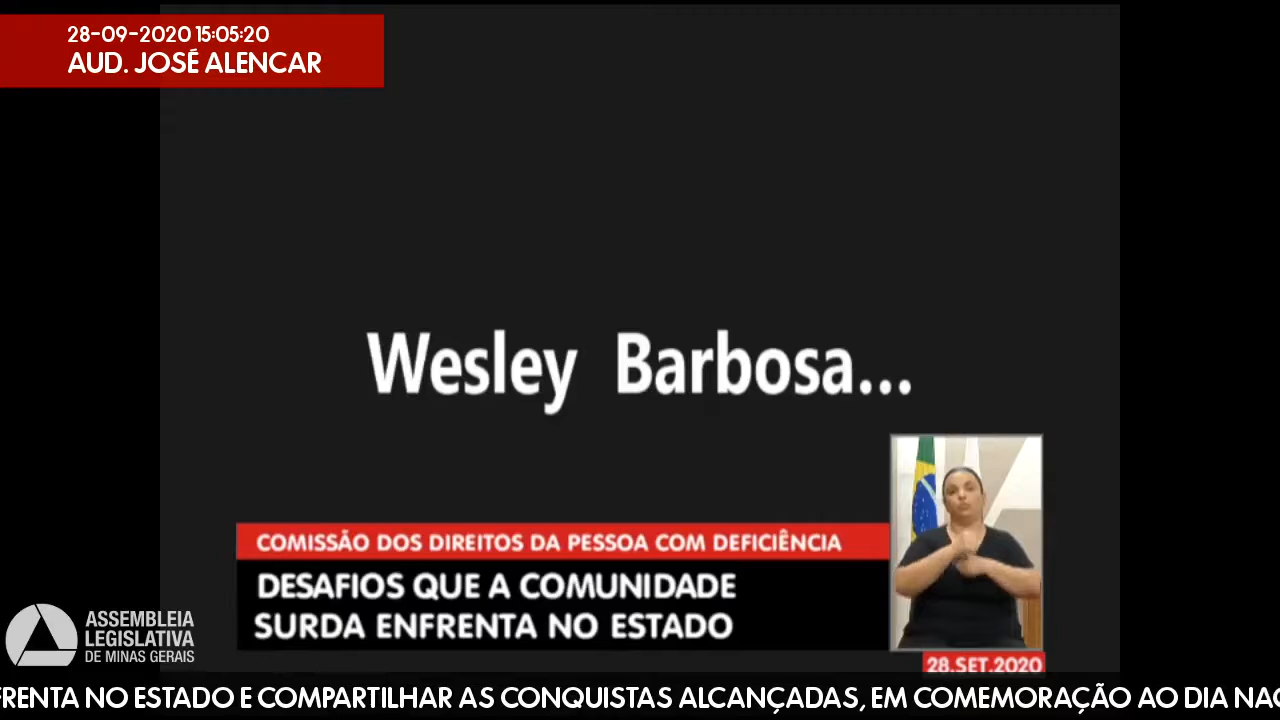 28-09-2020 15:05:20
AUD. JOSÉ ALENCAR
Wesley Barbosa...
COMISSÃO DOS DIREITOS DA PESSOA COM DEFICIÊNCIA
DESAFIOS QUE A COMUNIDADE
SURDA ENFRENTA NO ESTADO
ASSEMBLEIA
LEGISLATIVA
DE MINAS GERAIS
28.SET.2020
FRENTA NO ESTADO E COMPARTILHAR AS CONQUISTAS ALCANÇADAS, EM COMEMORAÇÃO AO DIA NAC